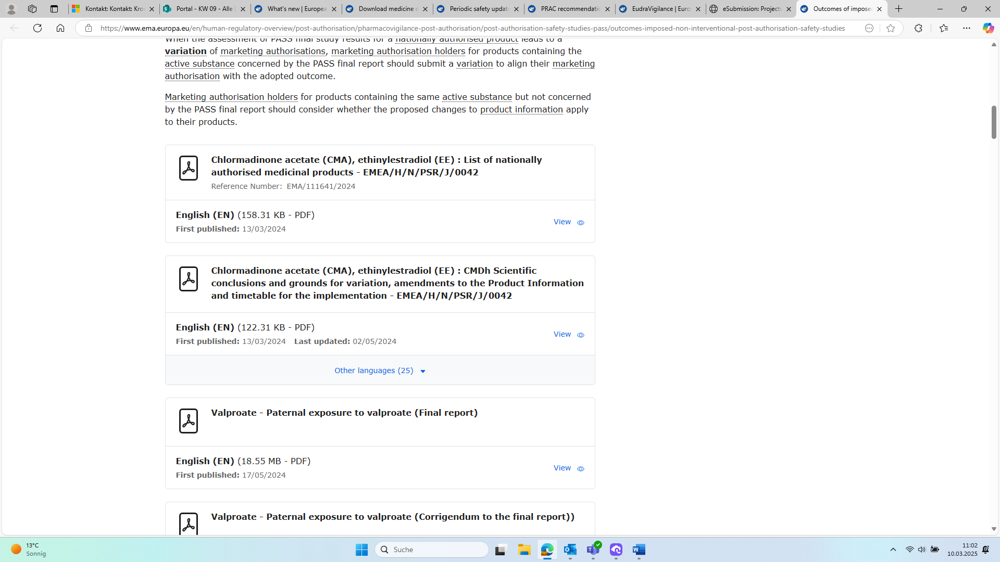 Kontakt: Kontakt: Kro
Portal - KW 09 - Alle
What's new | Europea
Download medicine d
Periodic safety update
PRAC recommendatio
EudraVigilance | Euro
eSubmission: Projects
Outcomes of imposed
https://www.ema.europa.eu/en/human-regulatory-overview/post-authorisation/pharmacovigilance-post-authorisation/post-authorisation-safety-studies-pass/outcomes-imposed-non-interventional-post-authorisation-safety-studies
When the assessment of PASS final study results for a nationally authorised product leads to a
variation of marketing authorisations, marketing authorisation holders for products containing the
active substance concerned by the PASS final report should submit a variation to align their marketing
authorisation with the adopted outcome.
Marketing authorisation holders for products containing the same active substance but not concerned
by the PASS final report should consider whether the proposed changes to product information apply
to their products.
Chlormadinone acetate (CMA), ethinylestradiol (EE) : List of nationally
authorised medicinal products - EMEA/H/N/PSR/J/0042
Reference Number: EMA/111641/2024
English (EN) (158.31 KB - PDF)
First published: 13/03/2024
View
Chlormadinone acetate (CMA), ethinylestradiol (EE) : CMDh Scientific
conclusions and grounds for variation, amendments to the Product Information
and timetable for the implementation - EMEA/H/N/PSR/J/0042
English (EN) (122.31 KB - PDF)
First published: 13/03/2024 Last updated: 02/05/2024
View
Other languages (25)
Valproate - Paternal exposure to valproate (Final report)
English (EN) (18.55 MB - PDF)
First published: 17/05/2024
View
Valproate - Paternal exposure to valproate (Corrigendum to the final report))
13°C
Sonnig
Suche
11:02
10.03.2025